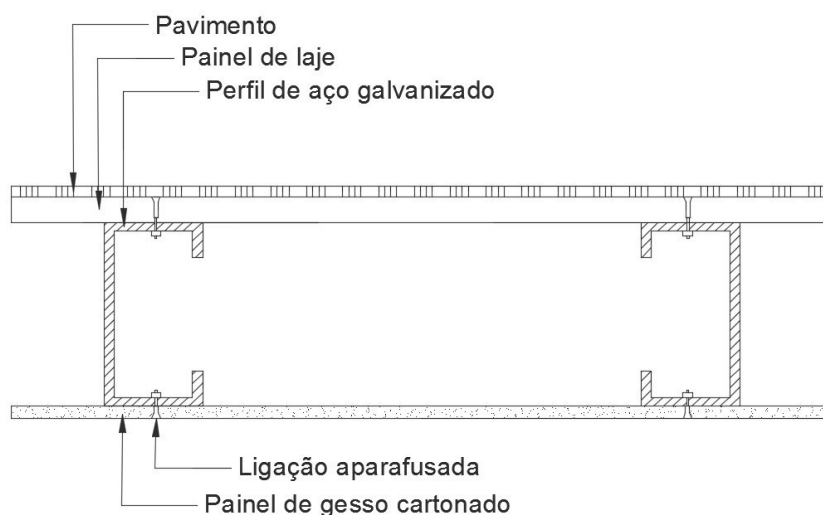 Pavimento
Painel de laje
Perfil de aço galvanizado
Ligação aparafusada
Painel de gesso cartonado